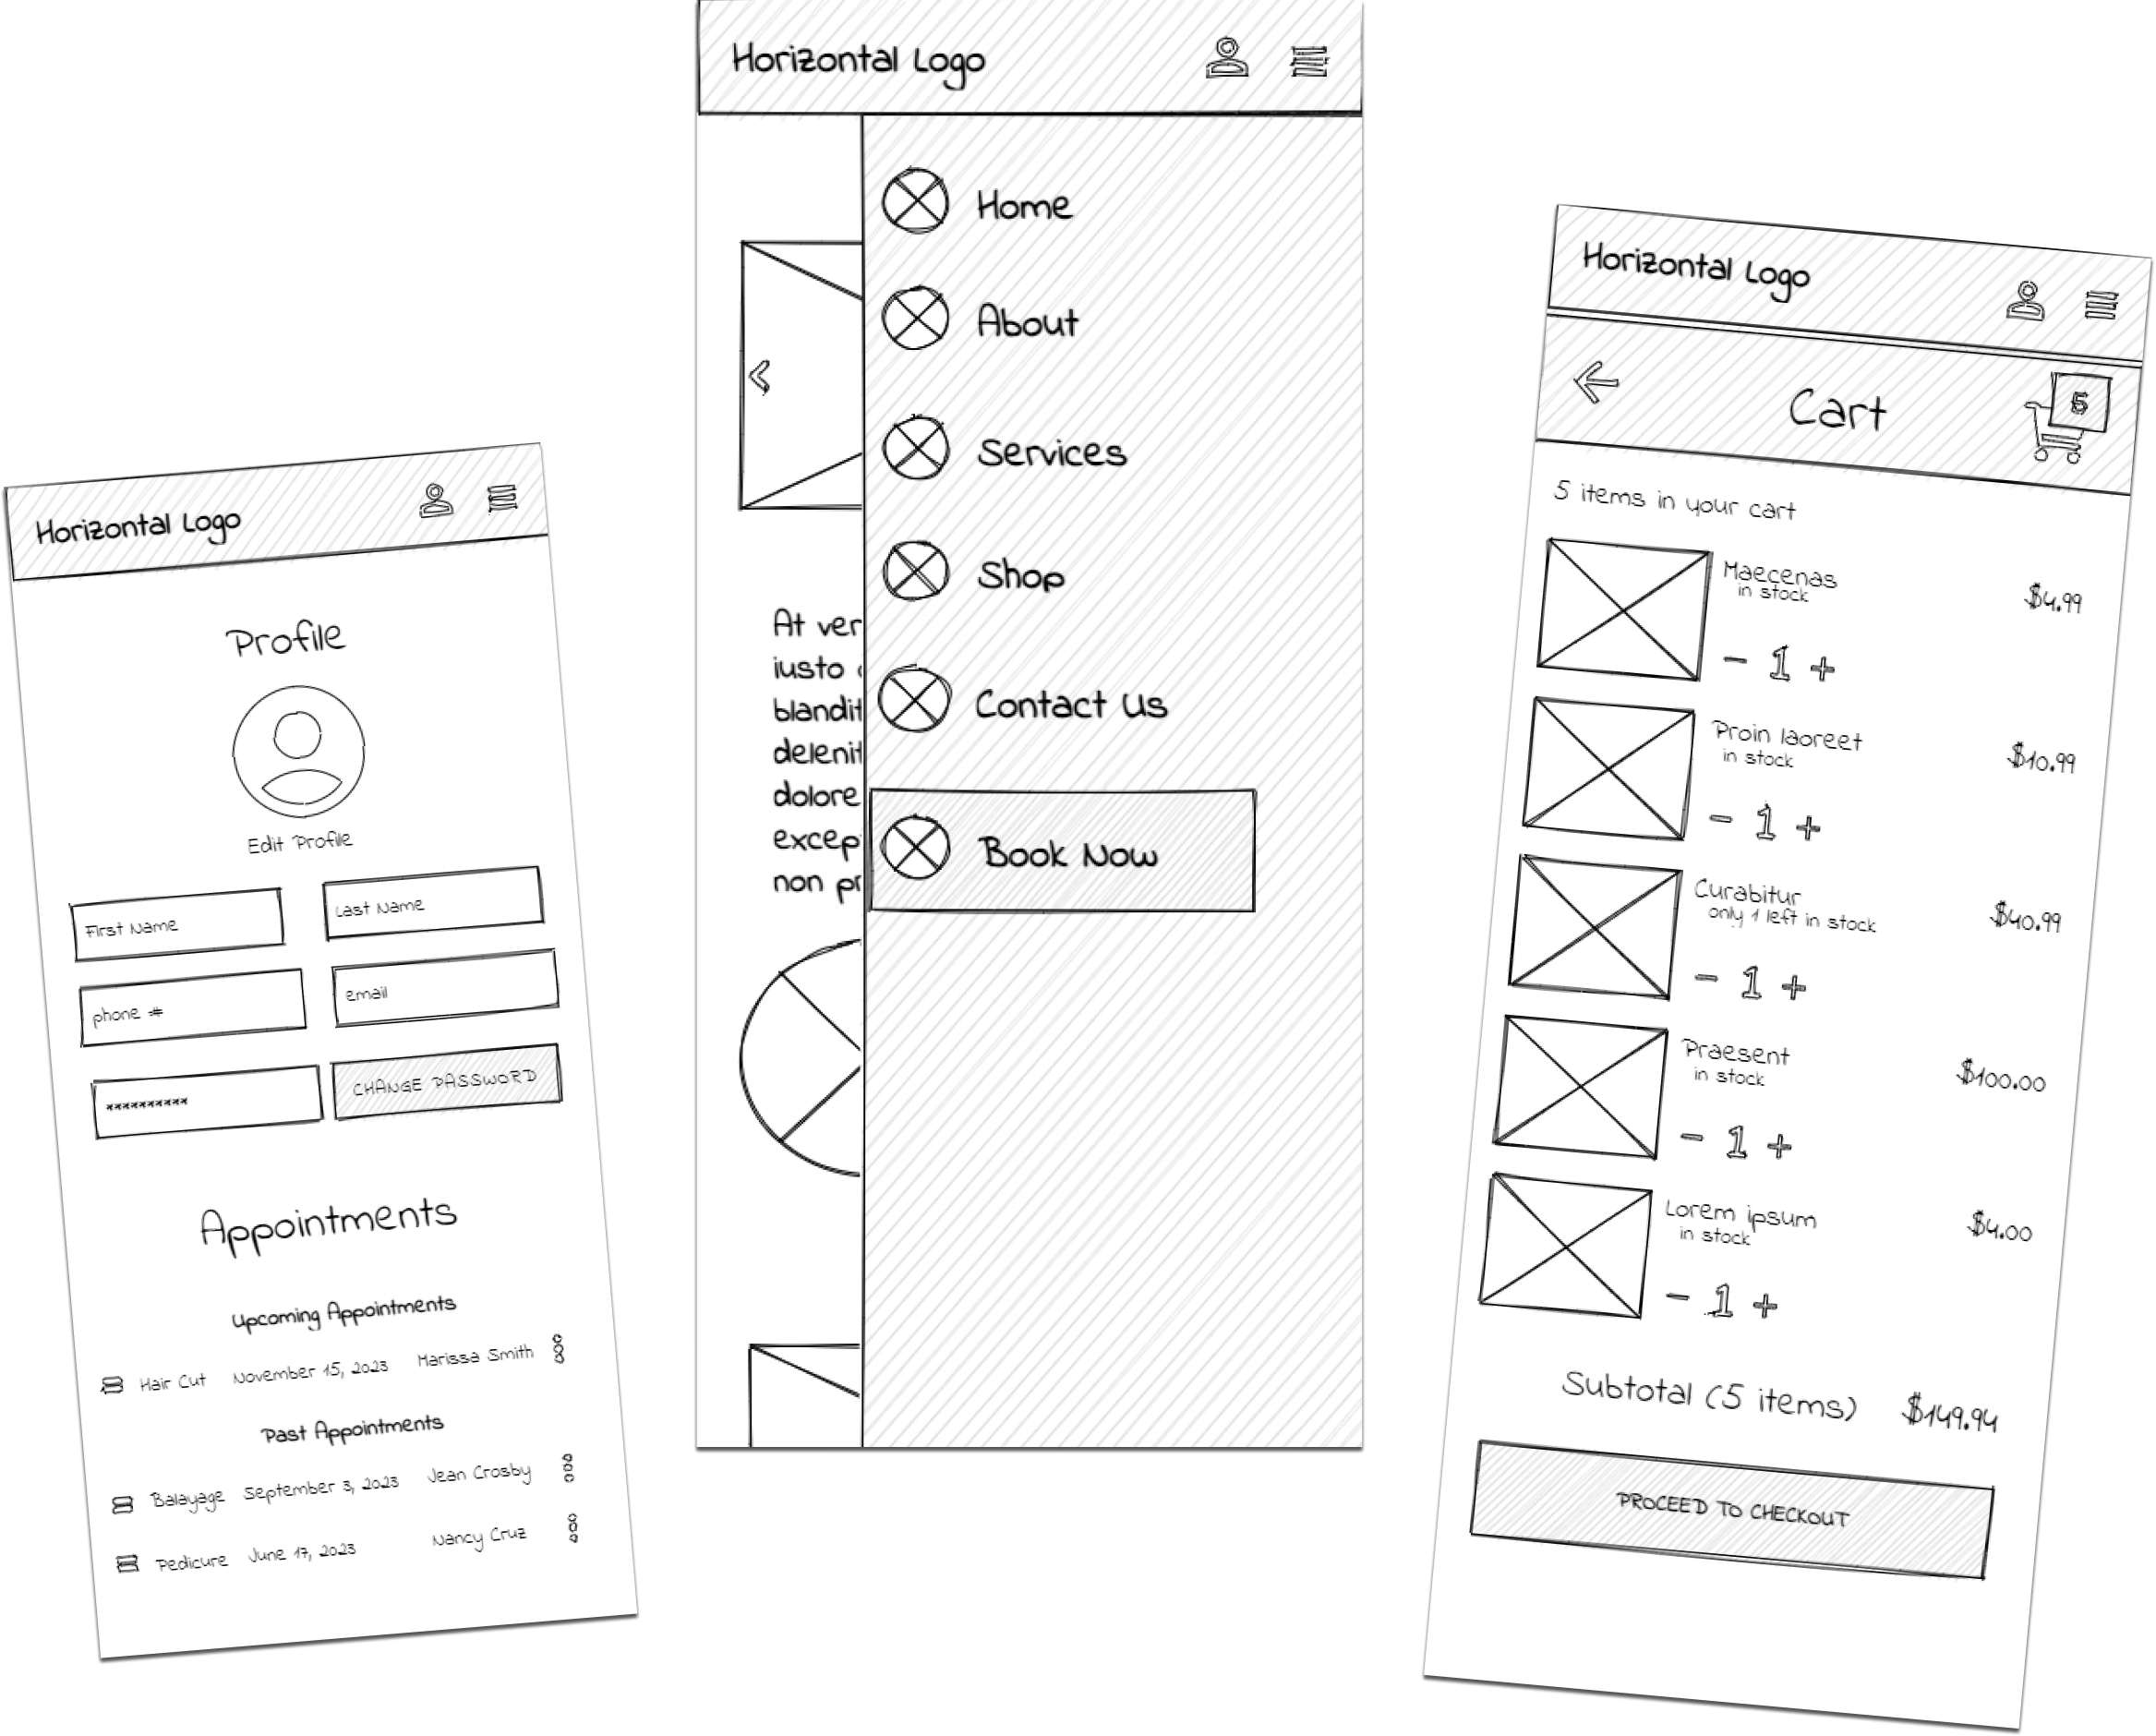 Horizontal Logo
Profile
Edit Profile
First Name
Last Name
phone #
email
**********
CHANGE PASSWORD
Appointments
Upcoming Appointments
Hair Cut November 15, 2023 Marissa Smith
Past Appointments
Balayage September 3, 2023 Jean Crosby
Pedicure June 17, 2023 Nancy Cruz
Horizontal Logo
Home
About
Services
Shop
Contact Us
Book Now
At ver
iusto
blandit
delenit
dolore
excep
non pr
Horizontal Logo
Cart
5
5 items in your cart
Maecenas
in stock
$4.99
- 1 +
Proin laoreet
in stock
$10.99
- 1 +
Curabitur
only 1 left in stock
$40.99
- 1 +
Praesent
in stock
$100.00
- 1 +
Lorem ipsum
in stock
$4.00
- 1 +
Subtotal (5 items) $149.94
PROCEED TO CHECKOUT